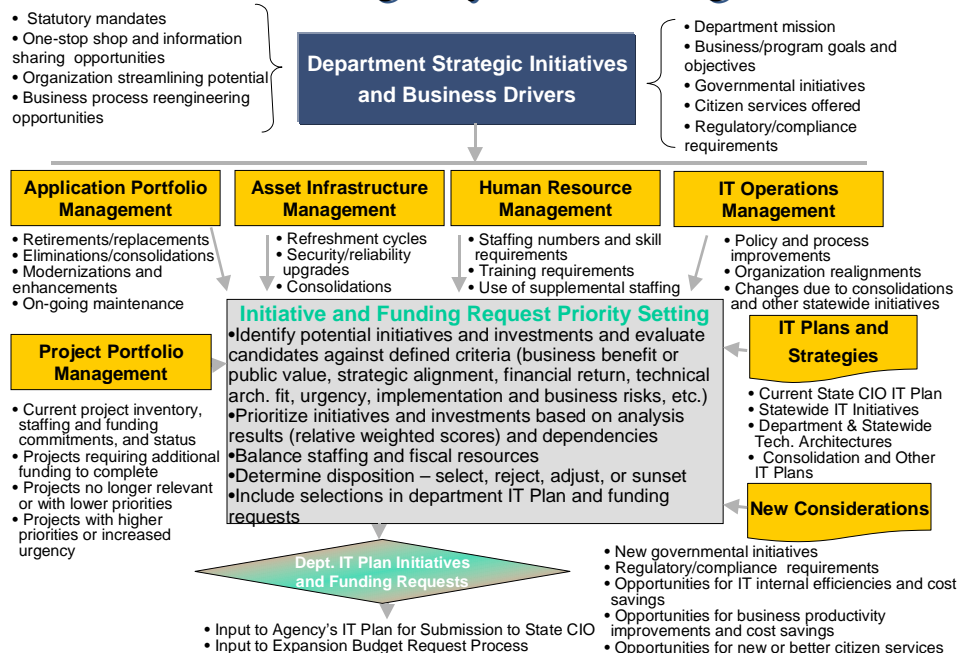 • Statutory mandates
• One-stop shop and information
sharing opportunities
• Organization streamlining potential
• Business process reengineering
opportunities
Department Strategic Initiatives
and Business Drivers
• Department mission
• Business/program goals and
objectives
• Governmental initiatives
• Citizen services offered
• Regulatory/compliance
requirements
Application Portfolio
Management
• Retirements/replacements
• Eliminations/consolidations
• Modernizations and
enhancements
• On-going maintenance
Asset Infrastructure
Management
• Refreshment cycles
• Security/reliability
upgrades
• Consolidations
Human Resource
Management
• Staffing numbers and skill
requirements
• Training requirements
• Use of supplemental staffing
IT Operations
Management
• Policy and process
improvements
• Organization realignments
• Changes due to consolidations
and other statewide initiatives
Initiative and Funding Request Priority Setting
•Identify potential initiatives and investments and evaluate
candidates against defined criteria (business benefit or
public value, strategic alignment, financial return, technical
arch. fit, urgency, implementation and business risks, etc.)
•Prioritize initiatives and investments based on analysis
results (relative weighted scores) and dependencies
•Balance staffing and fiscal resources
•Determine disposition – select, reject, adjust, or sunset
•Include selections in department IT Plan and funding
requests
Project Portfolio
Management
• Current project inventory,
staffing and funding
commitments, and status
• Projects requiring additional
funding to complete
• Projects no longer relevant
or with lower priorities
• Projects with higher
priorities or increased
urgency
IT Plans and
Strategies
• Current State CIO IT Plan
• Statewide IT Initiatives
• Department & Statewide
Tech. Architectures
• Consolidation and Other
IT Plans
New Considerations
• New governmental initiatives
• Regulatory/compliance requirements
• Opportunities for IT internal efficiencies and cost
savings
• Opportunities for business productivity
improvements and cost savings
• Opportunities for new or better citizen services
Dept. IT Plan Initiatives
and Funding Requests
• Input to Agency's IT Plan for Submission to State CIO
• Input to Expansion Budget Request Process